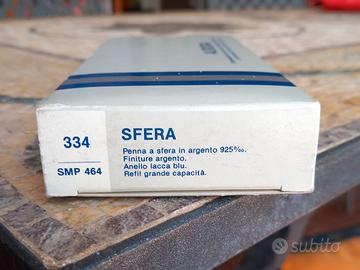 334
SMP 464
SFERA
Penna a sfera in argento 925‰.
Finiture argento.
Anello lacca blu.
Refil grande capacità.
subito